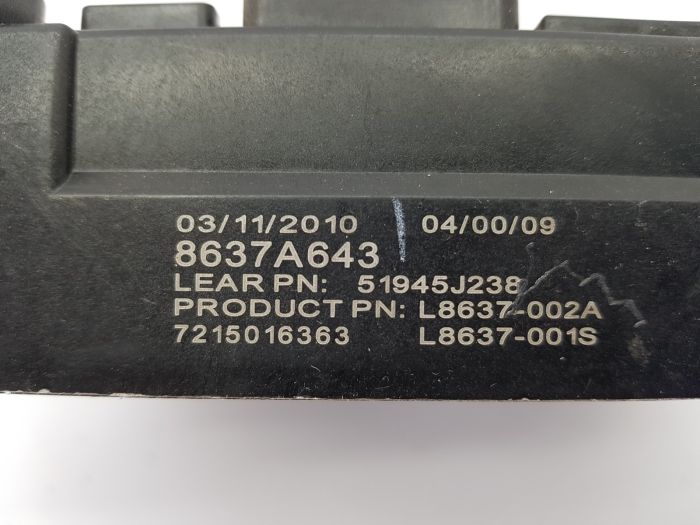 03/11/2010 04/00/09
8637A643
LEAR PN: 51945J238
PRODUCT PN: L8637-002A
7215016363 L8637-001S